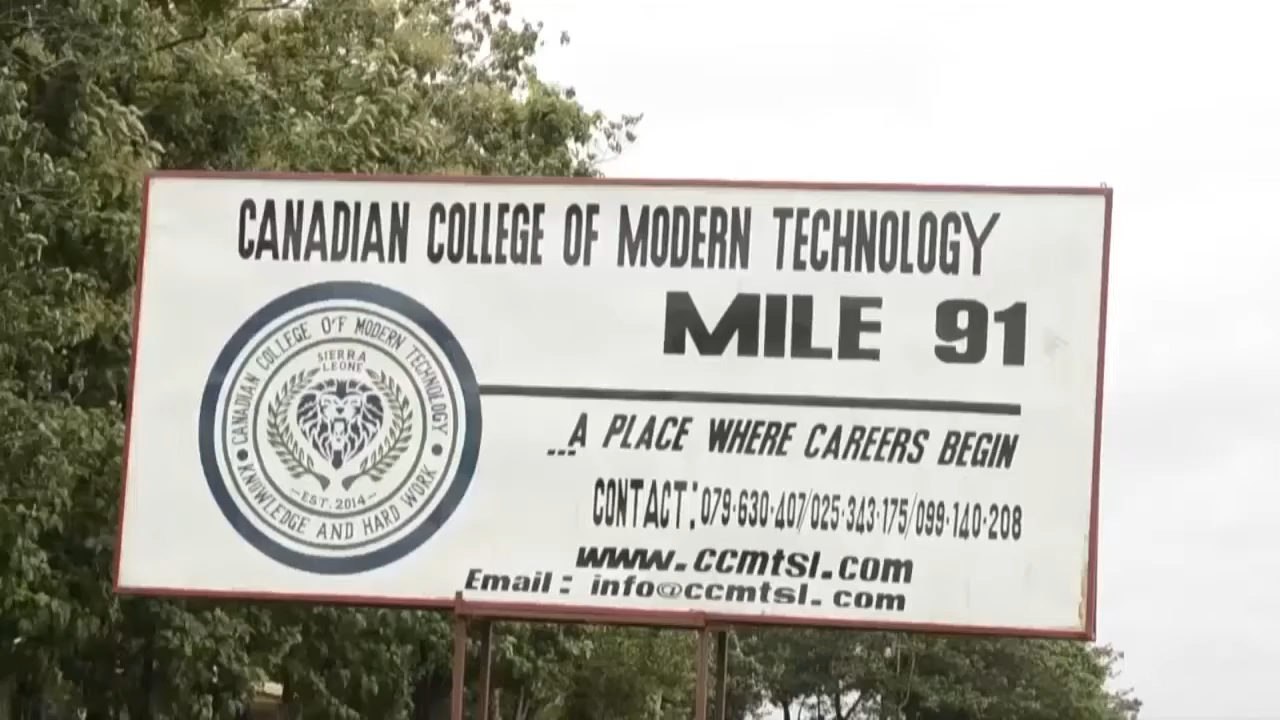 CANADIAN COLLEGE OF MODERN TECHNOLOGY
MILE 91
CANADIAN COLLEGE O'F MODERN TECHNOLOGY
SIERRA
LEONE
EST. 2014
KNOWLEDGE AND HARD WORK
...A PLACE WHERE CAREERS BEGIN
CONTACT: 079-630-407/025-343-175/099-140-208
www.ccmtsl.com
Email: info@ccmtsl.com